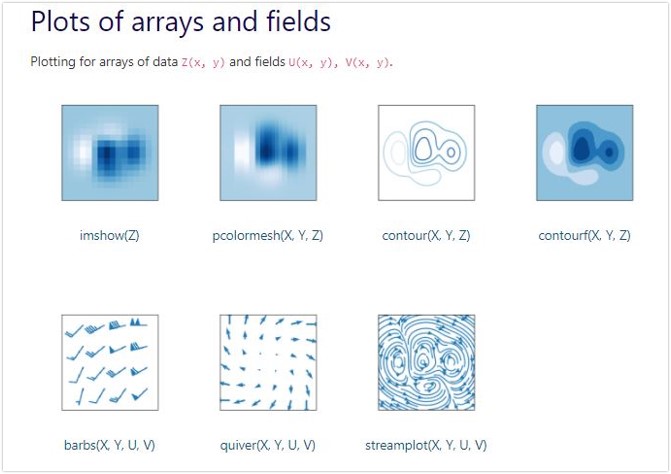 Plots of arrays and fields
Plotting for arrays of data Z(x, y) and fields U(x, y), V(x, y).
imshow(Z) pcolormesh(X, Y, Z) contour(X, Y, Z) contourf(X, Y, Z)
barbs(X, Y, U, V) quiver(X, Y, U, V) streamplot(X, Y, U, V)